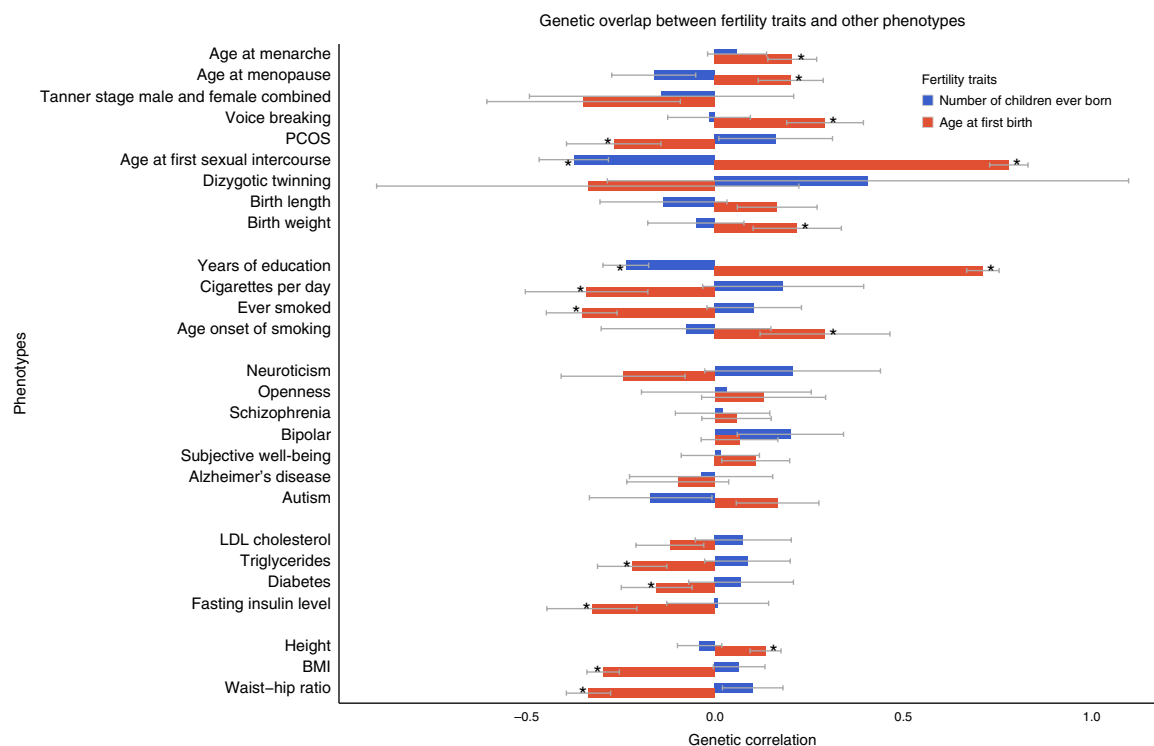 Genetic overlap between fertility traits and other phenotypes
Fertility traits
Number of children ever born
Age at first birth
Phenotypes
Age at menarche
*
Age at menopause
*
Tanner stage male and female combined
Voice breaking
*
PCOS
*
Age at first sexual intercourse
* *
Dizygotic twinning
Birth length
Birth weight
*
Years of education
* *
Cigarettes per day
*
Ever smoked
*
Age onset of smoking
*
Neuroticism
Openness
Schizophrenia
Bipolar
Subjective well-being
Alzheimer's disease
Autism
LDL cholesterol
Triglycerides
*
Diabetes
*
Fasting insulin level
*
Height
*
BMI
*
Waist–hip ratio
*
−0.5 0.0 0.5 1.0
Genetic correlation